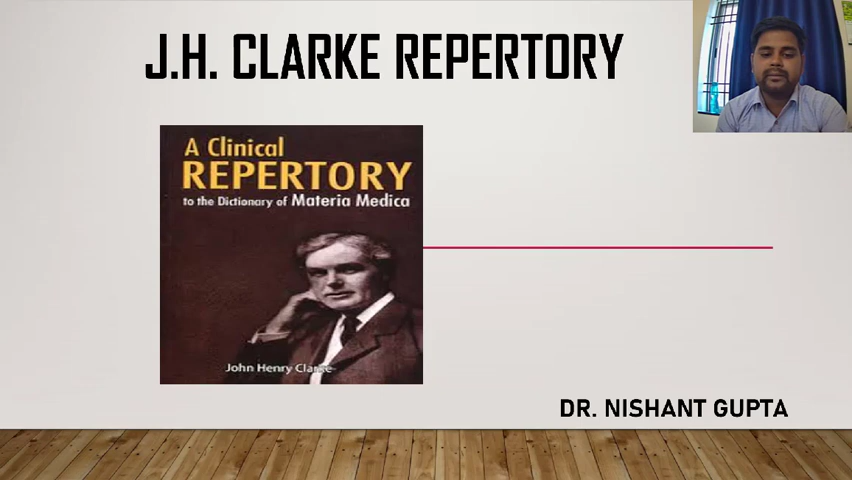 J.H. CLARKE REPERTORY
A Clinical
REPERTORY
to the Dictionary of Materia Medica
John Henry Clarke
DR. NISHANT GUPTA